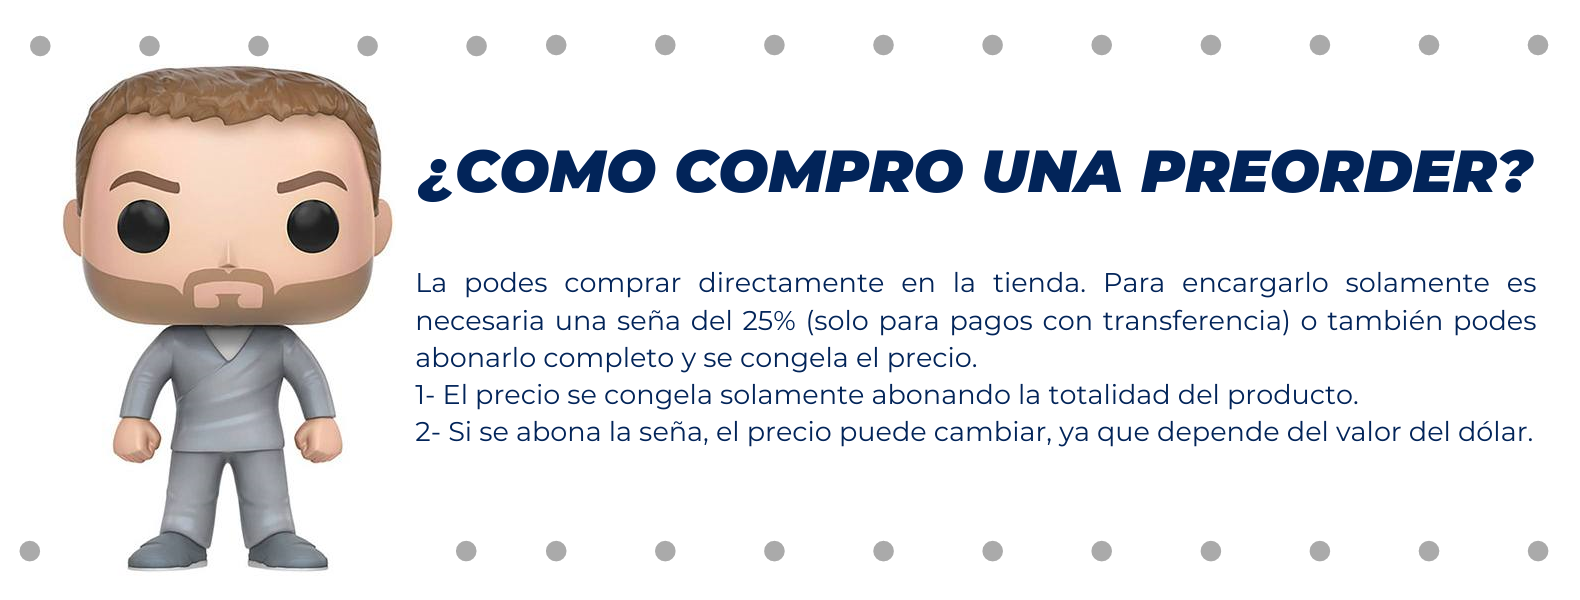 ¿COMO COMPRO UNA PREORDER?
La podes comprar directamente en la tienda. Para encargarlo solamente es
necesaria una seña del 25% (solo para pagos con transferencia) o también podes
abonarlo completo y se congela el precio.
1- El precio se congela solamente abonando la totalidad del producto.
2- Si se abona la seña, el precio puede cambiar, ya que depende del valor del dólar.